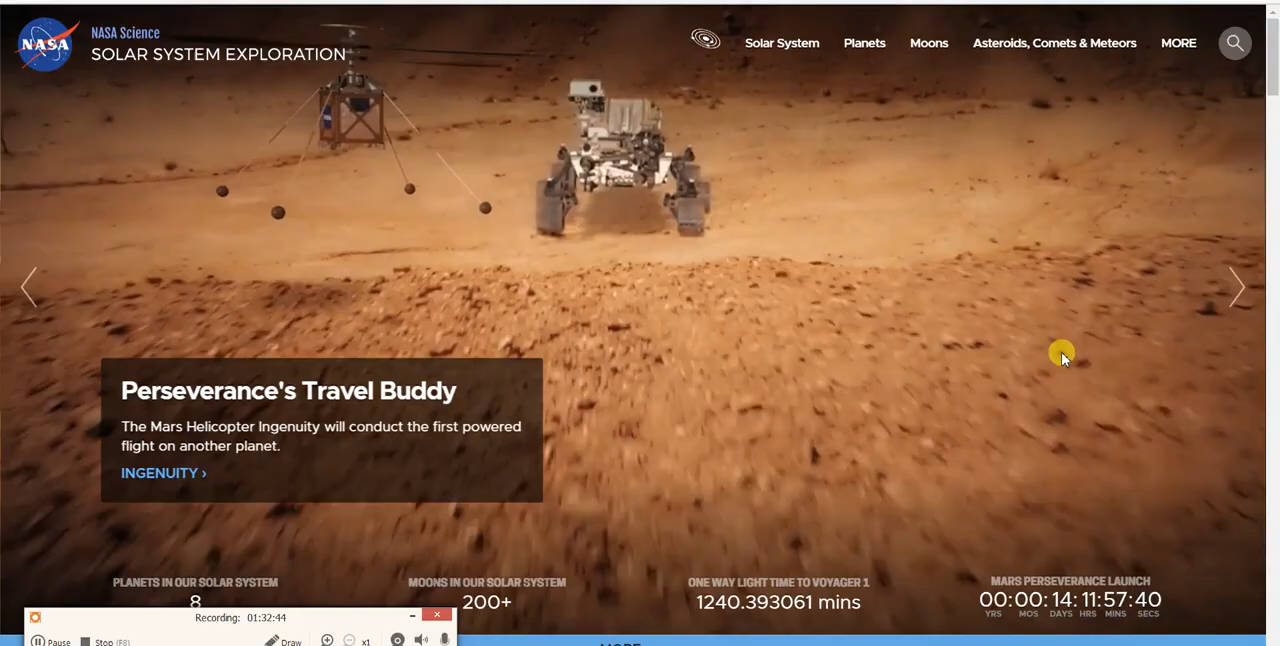 NASA
NASA Science
SOLAR SYSTEM EXPLORATION
Solar System Planets Moons Asteroids, Comets & Meteors MORE
Perseverance's Travel Buddy
The Mars Helicopter Ingenuity will conduct the first powered
flight on another planet.
INGENUITY ›
PLANETS IN OUR SOLAR SYSTEM
8
MOONS IN OUR SOLAR SYSTEM
200+
ONE WAY LIGHT TIME TO VOYAGER 1
1240.393061 mins
MARS PERSEVERANCE LAUNCH
00:00:14:11:57:40
YRS MOS DAYS HRS MINS SECS
Recording: 01:32:44
Pause Stop (F8) Draw x1
MORE